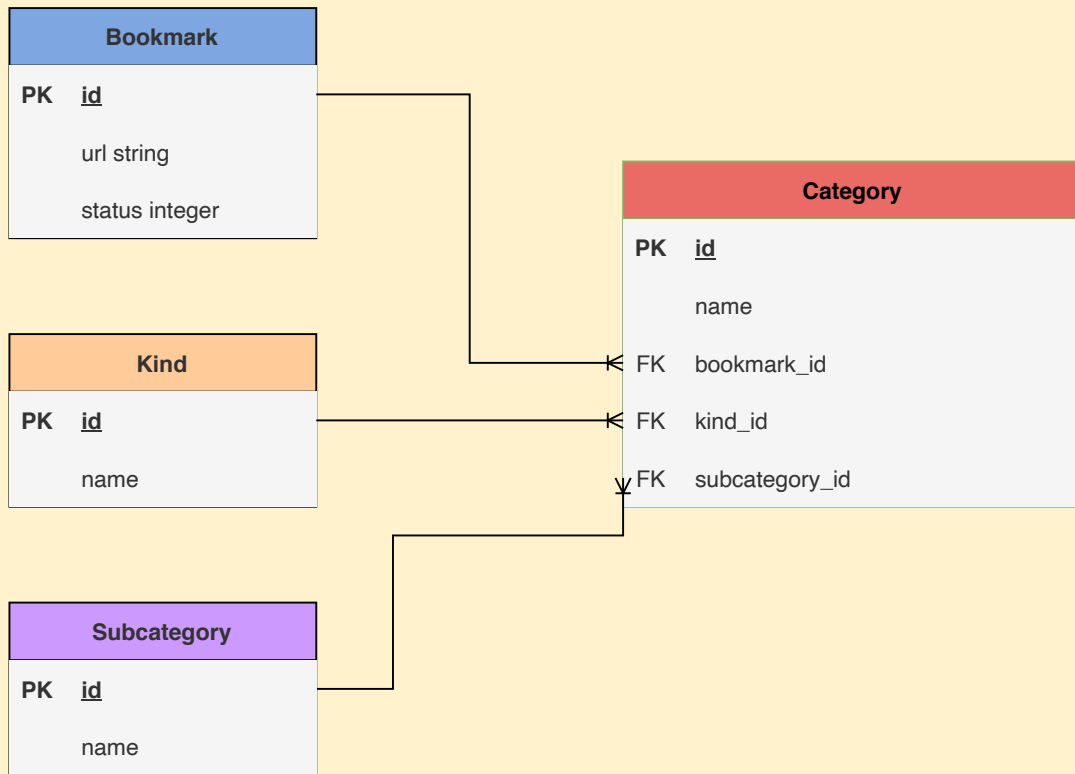 Bookmark
PK id
url string
status integer
Kind
PK id
name
Subcategory
PK id
name
Category
PK id
name
FK bookmark_id
FK kind_id
FK subcategory_id